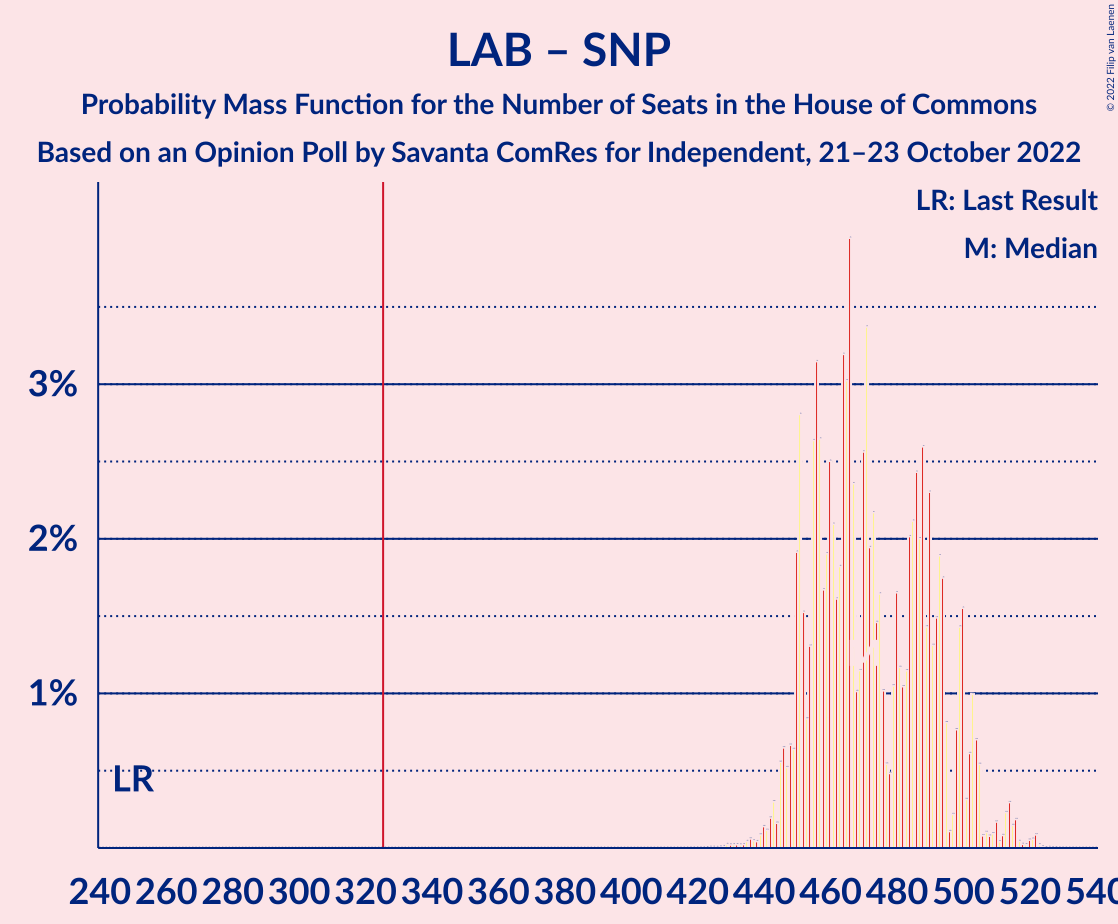 LAB – SNP
Probability Mass Function for the Number of Seats in the House of Commons
Based on an Opinion Poll by Savanta ComRes for Independent, 21–23 October 2022
© 2022 Filip van Laenen
LR: Last Result
M: Median
3%
2%
1%
LR
240 260 280 300 320 340 360 380 400 420 440 460 480 500 520 540